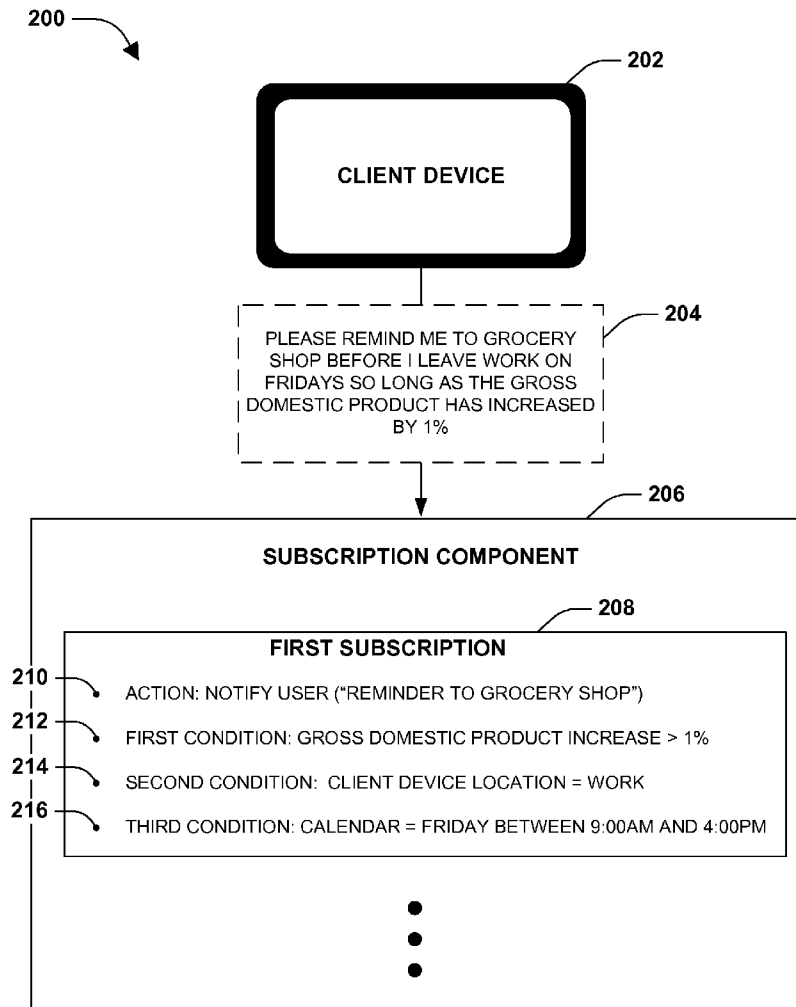 200
202
CLIENT DEVICE
204
PLEASE REMIND ME TO GROCERY
SHOP BEFORE I LEAVE WORK ON
FRIDAYS SO LONG AS THE GROSS
DOMESTIC PRODUCT HAS INCREASED
BY 1%
206
SUBSCRIPTION COMPONENT
208
FIRST SUBSCRIPTION
210
ACTION: NOTIFY USER (“REMINDER TO GROCERY SHOP”)
212
FIRST CONDITION: GROSS DOMESTIC PRODUCT INCREASE > 1%
214
SECOND CONDITION: CLIENT DEVICE LOCATION = WORK
216
THIRD CONDITION: CALENDAR = FRIDAY BETWEEN 9:00AM AND 4:00PM